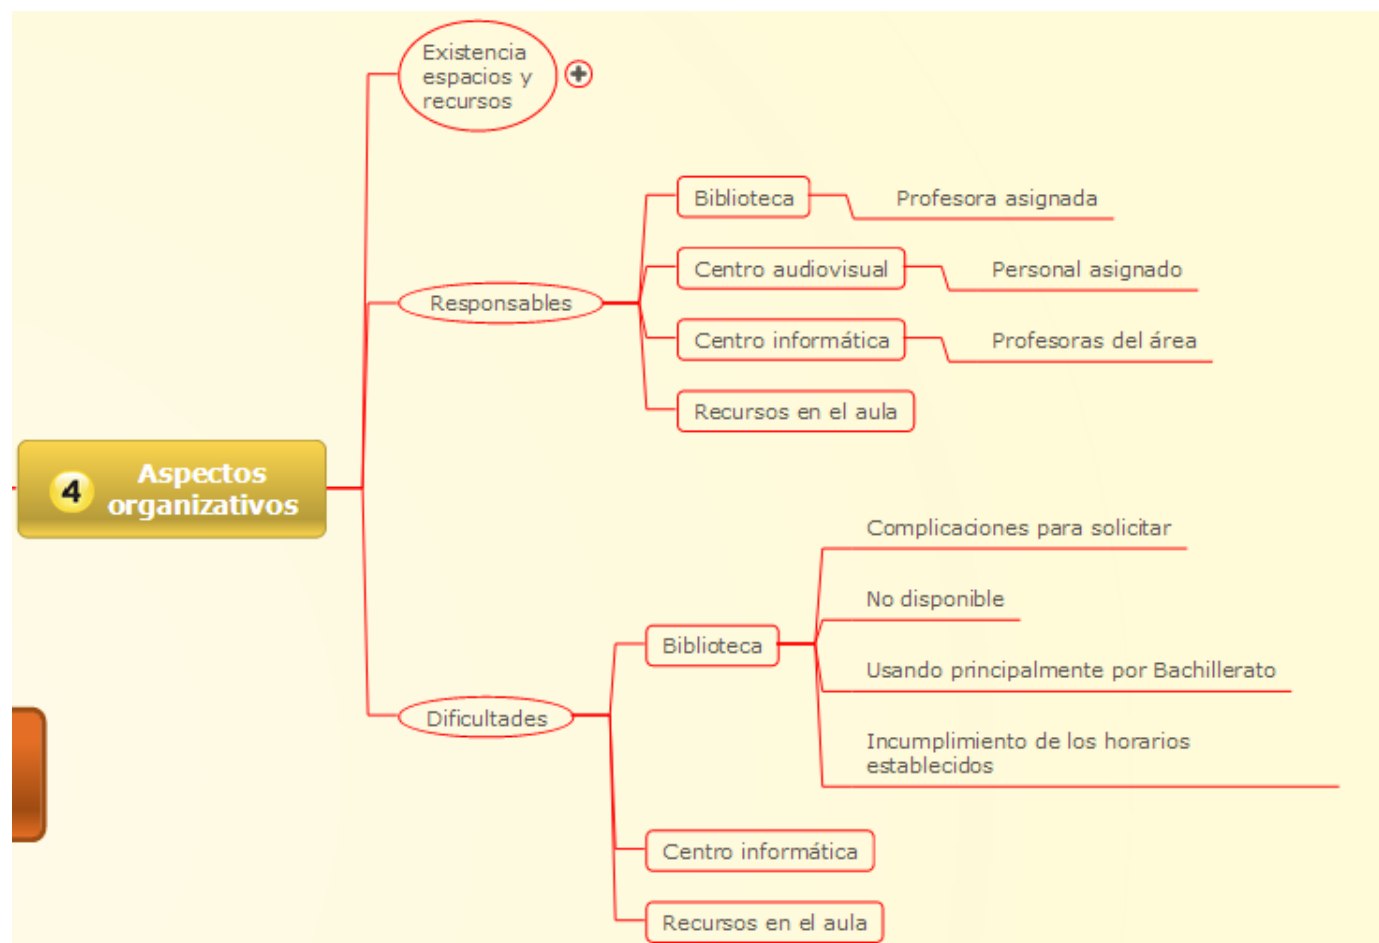 Existencia
espacios y
recursos
Biblioteca
Profesora asignada
Centro audiovisual
Personal asignado
Responsables
Centro informática
Profesoras del área
Recursos en el aula
4
Aspectos
organizativos
Complicaciones para solicitar
No disponible
Biblioteca
Usando principalmente por Bachillerato
Dificultades
Incumplimiento de los horarios
establecidos
Centro informática
Recursos en el aula